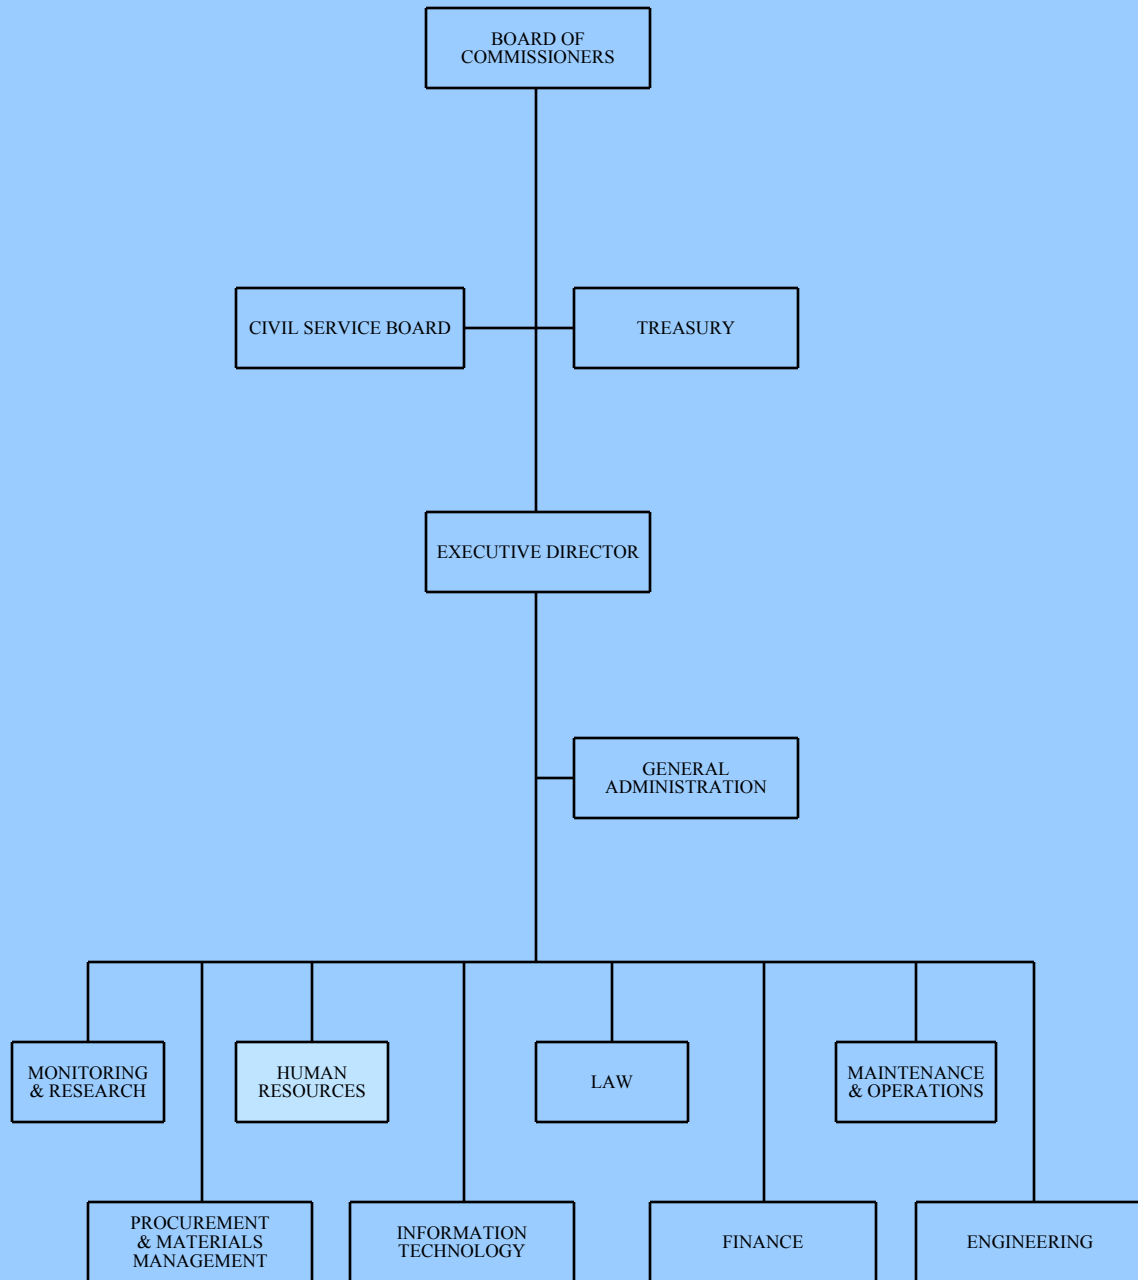 BOARD OF
COMMISSIONERS
CIVIL SERVICE BOARD
TREASURY
EXECUTIVE DIRECTOR
GENERAL
ADMINISTRATION
MONITORING
& RESEARCH
HUMAN
RESOURCES
LAW
MAINTENANCE
& OPERATIONS
PROCUREMENT
& MATERIALS
MANAGEMENT
INFORMATION
TECHNOLOGY
FINANCE
ENGINEERING